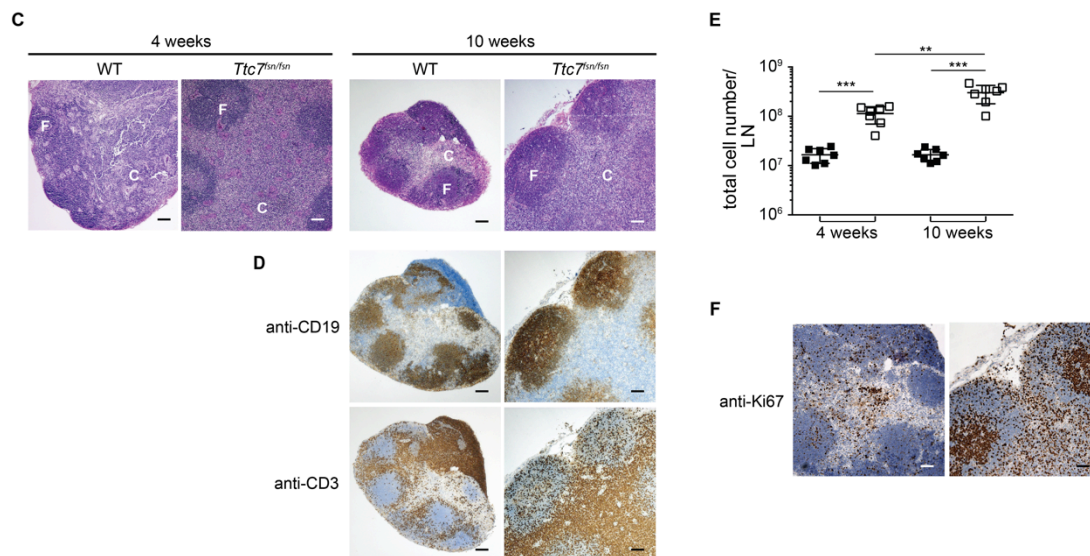 C
4 weeks
10 weeks
WT
Ttc7fsn/fsn
WT
Ttc7fsn/fsn
F
C
F
C
C
F
F
C
D
anti-CD19
anti-CD3
E
total cell number/
LN
10⁹
10⁸
10⁷
10⁶
**
***
***
4 weeks
10 weeks
F
anti-Ki67